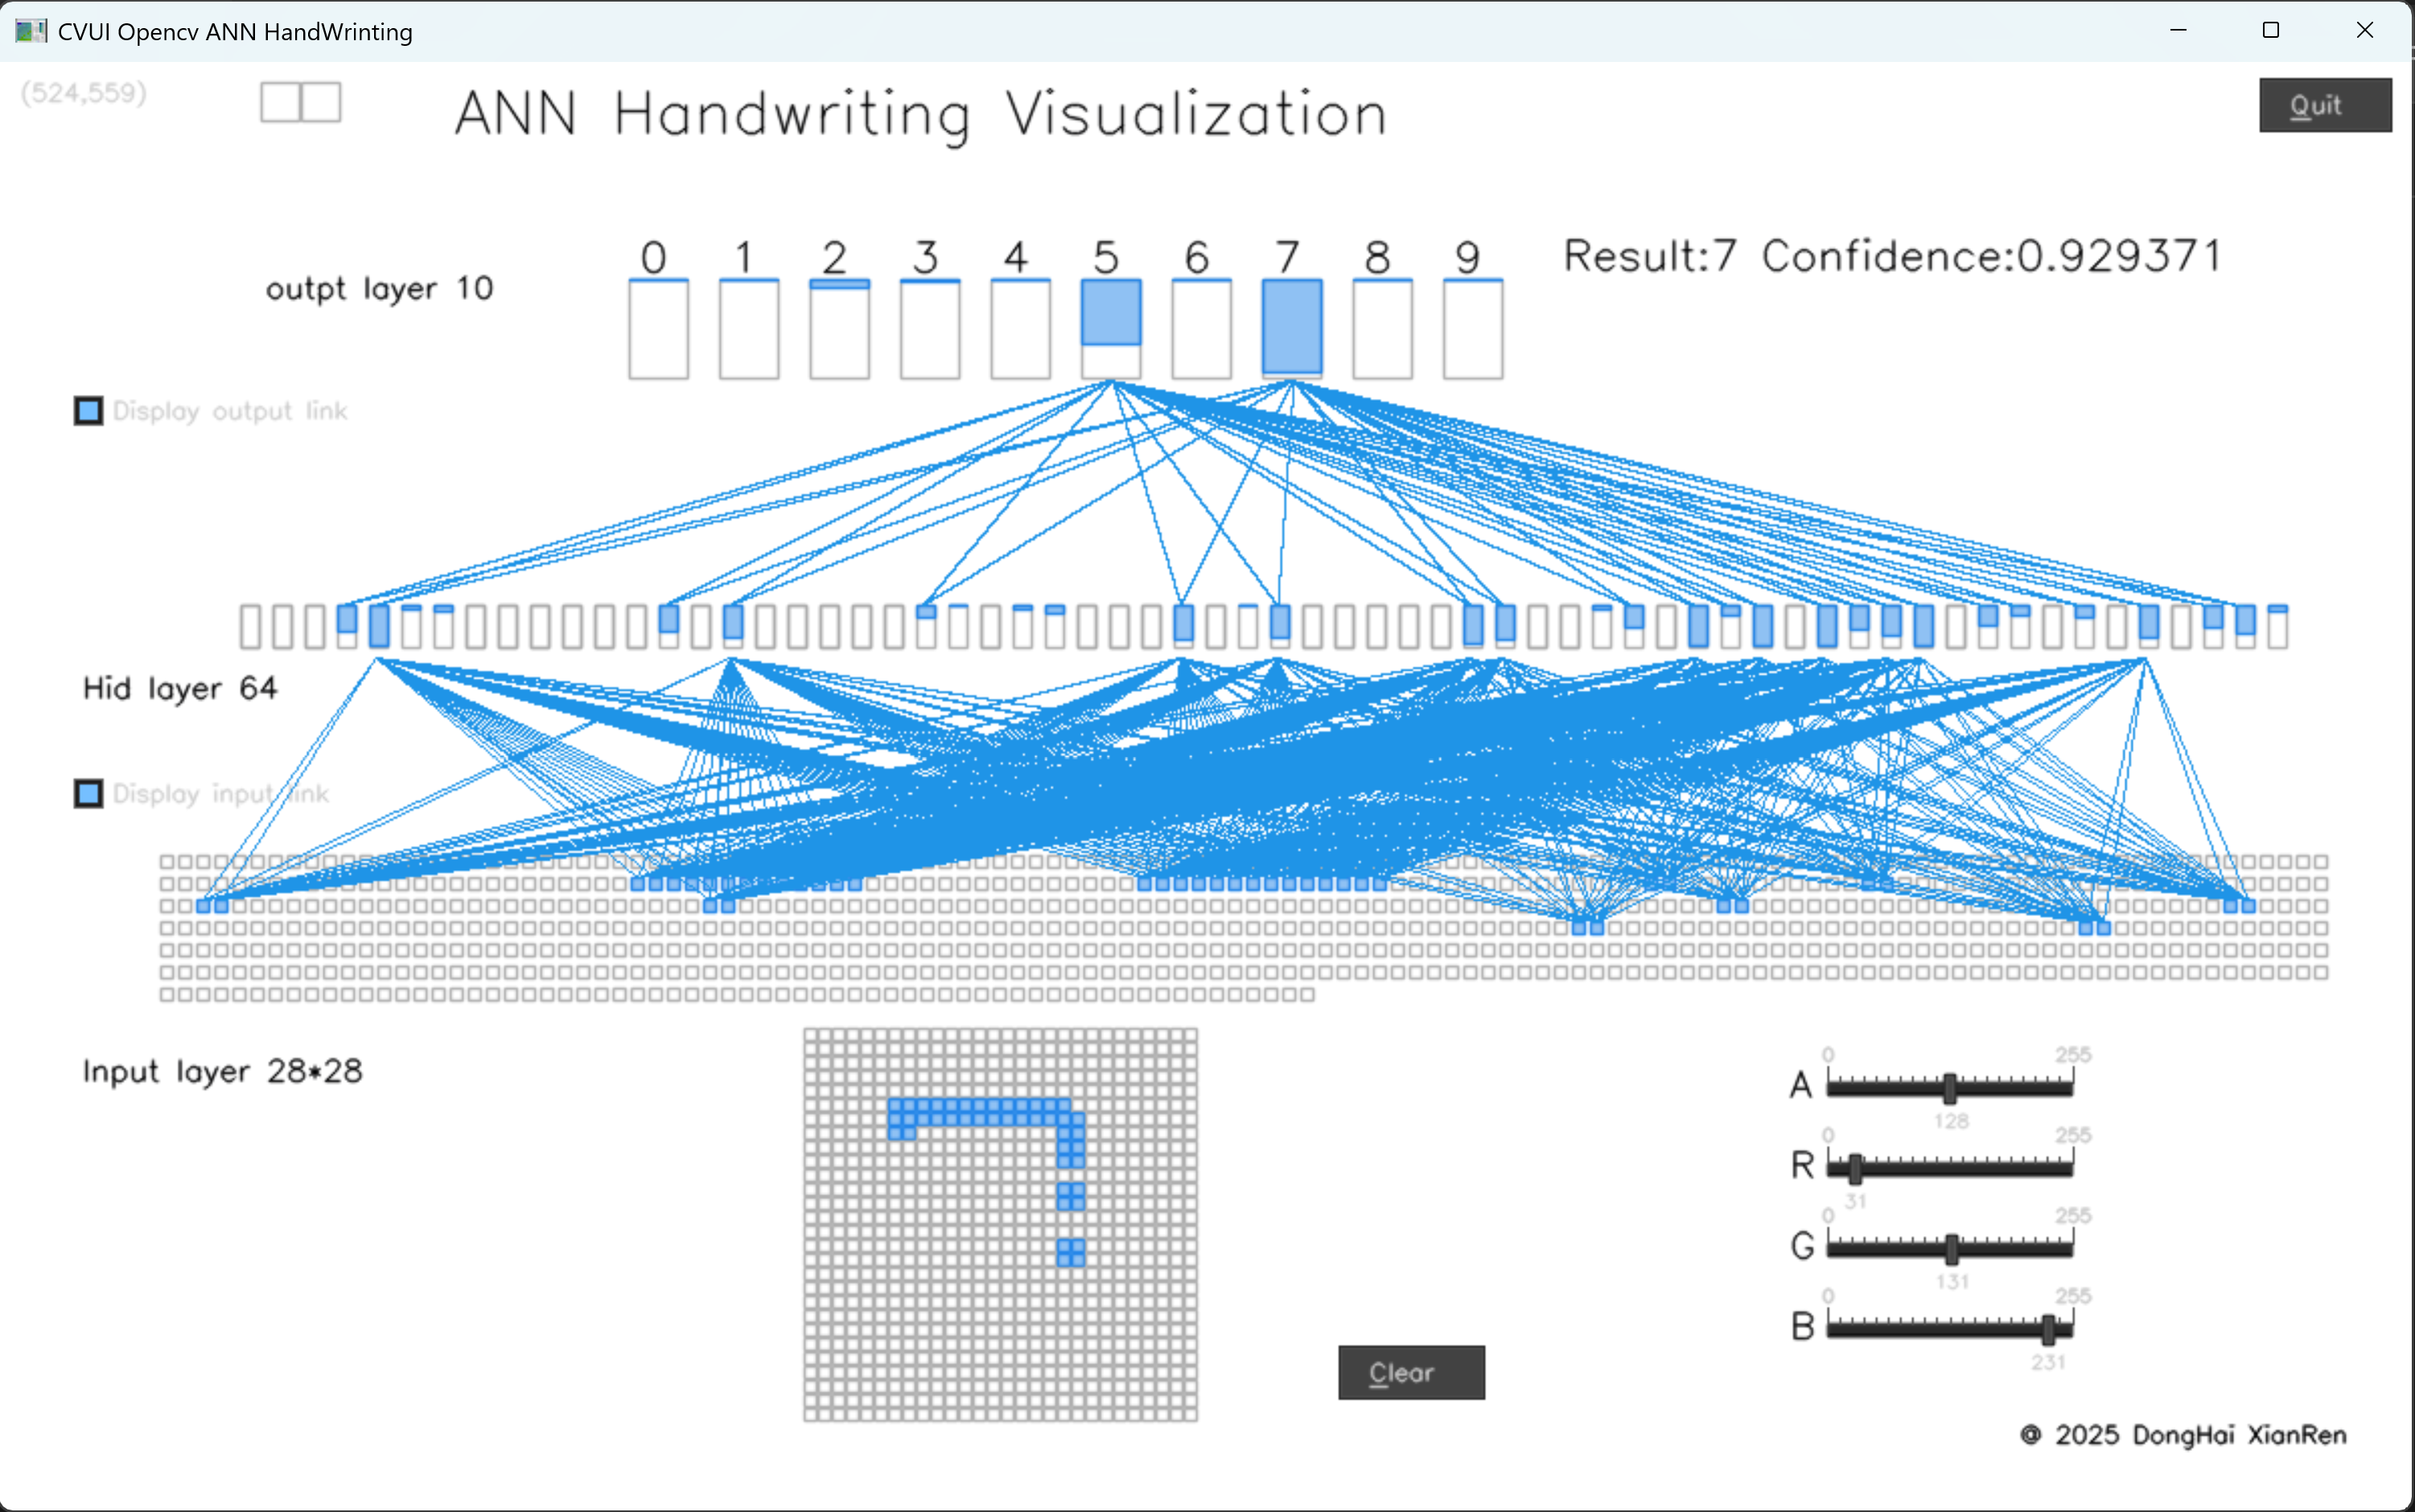 CVUI Opencv ANN HandWrinting
(524,559)
ANN Handwriting Visualization
Quit
0 1 2 3 4 5 6 7 8 9
Result:7 Confidence:0.929371
outpt layer 10
Display output link
Hid layer 64
Display input link
Input layer 28*28
0 255
A
128
0 255
R
31
0 255
G
131
0 255
B
231
Clear
@ 2025 DongHai XianRen